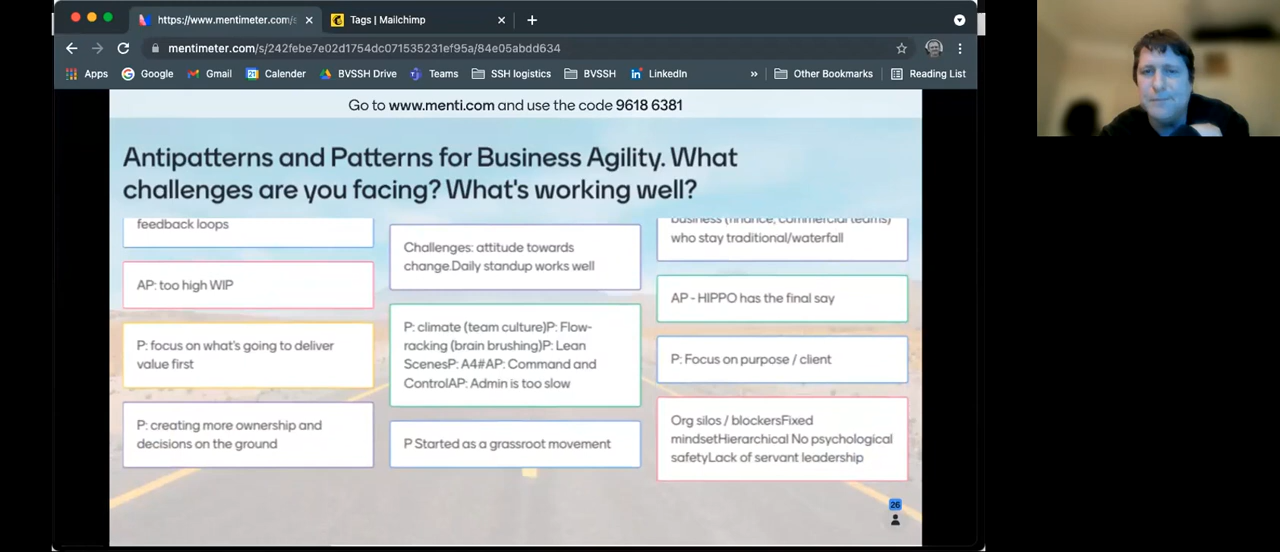 https://www.mentimeter.com/s
Tags | Mailchimp
mentimeter.com/s/242febe7e02d1754dc071535231ef95a/84e05abdd634
Apps
Google
Gmail
Calender
BVSSH Drive
Teams
SSH logistics
BVSSH
LinkedIn
»
Other Bookmarks
Reading List
Go to www.menti.com and use the code 9618 6381
Antipatterns and Patterns for Business Agility. What
challenges are you facing? What's working well?
feedback loops
AP: too high WIP
P: focus on what's going to deliver
value first
P: creating more ownership and
decisions on the ground
Challenges: attitude towards
change.Daily standup works well
P: climate (team culture)P: Flow-
racking (brain brushing)P: Lean
ScenesP: A4#AP: Command and
ControlAP: Admin is too slow
P Started as a grassroot movement
business (finance, commercial teams)
who stay traditional/waterfall
AP - HIPPO has the final say
P: Focus on purpose / client
Org silos / blockersFixed
mindsetHierarchical No psychological
safetyLack of servant leadership
26